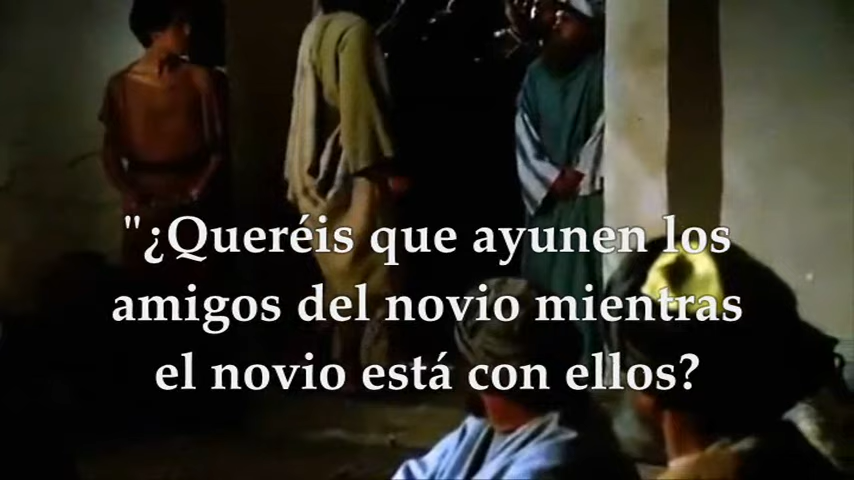 "¿Queréis que ayunen los
amigos del novio mientras
el novio está con ellos?